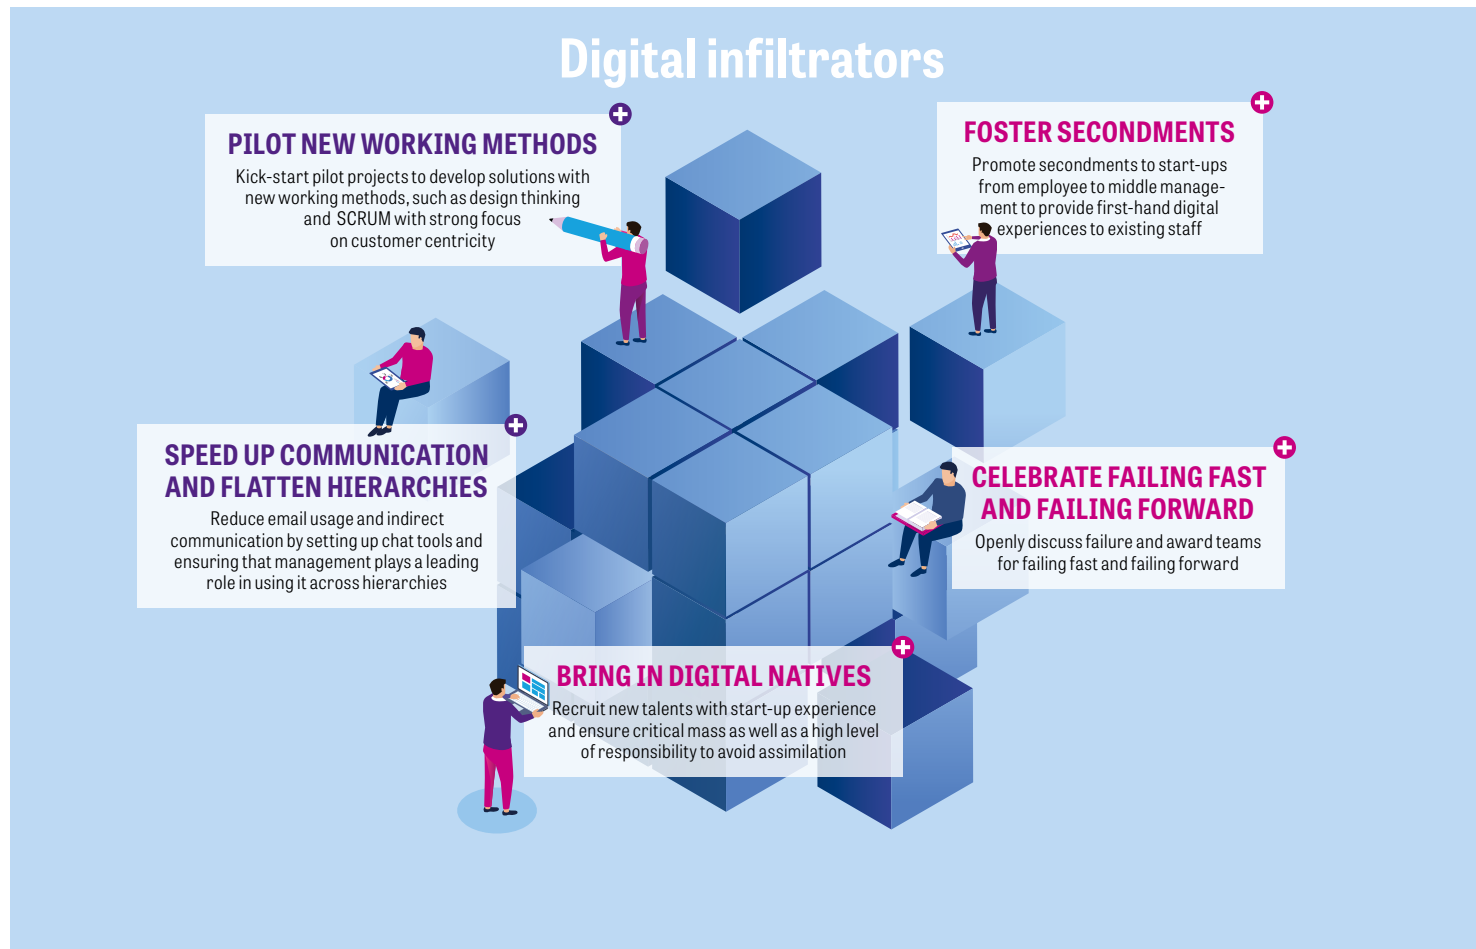 Digital infiltrators
PILOT NEW WORKING METHODS
Kick-start pilot projects to develop solutions with
new working methods, such as design thinking
and SCRUM with strong focus
on customer centricity
FOSTER SECONDMENTS
Promote secondments to start-ups
from employee to middle manage-
ment to provide first-hand digital
experiences to existing staff
SPEED UP COMMUNICATION
AND FLATTEN HIERARCHIES
Reduce email usage and indirect
communication by setting up chat tools and
ensuring that management plays a leading
role in using it across hierarchies
CELEBRATE FAILING FAST
AND FAILING FORWARD
Openly discuss failure and award teams
for failing fast and failing forward
BRING IN DIGITAL NATIVES
Recruit new talents with start-up experience
and ensure critical mass as well as a high level
of responsibility to avoid assimilation